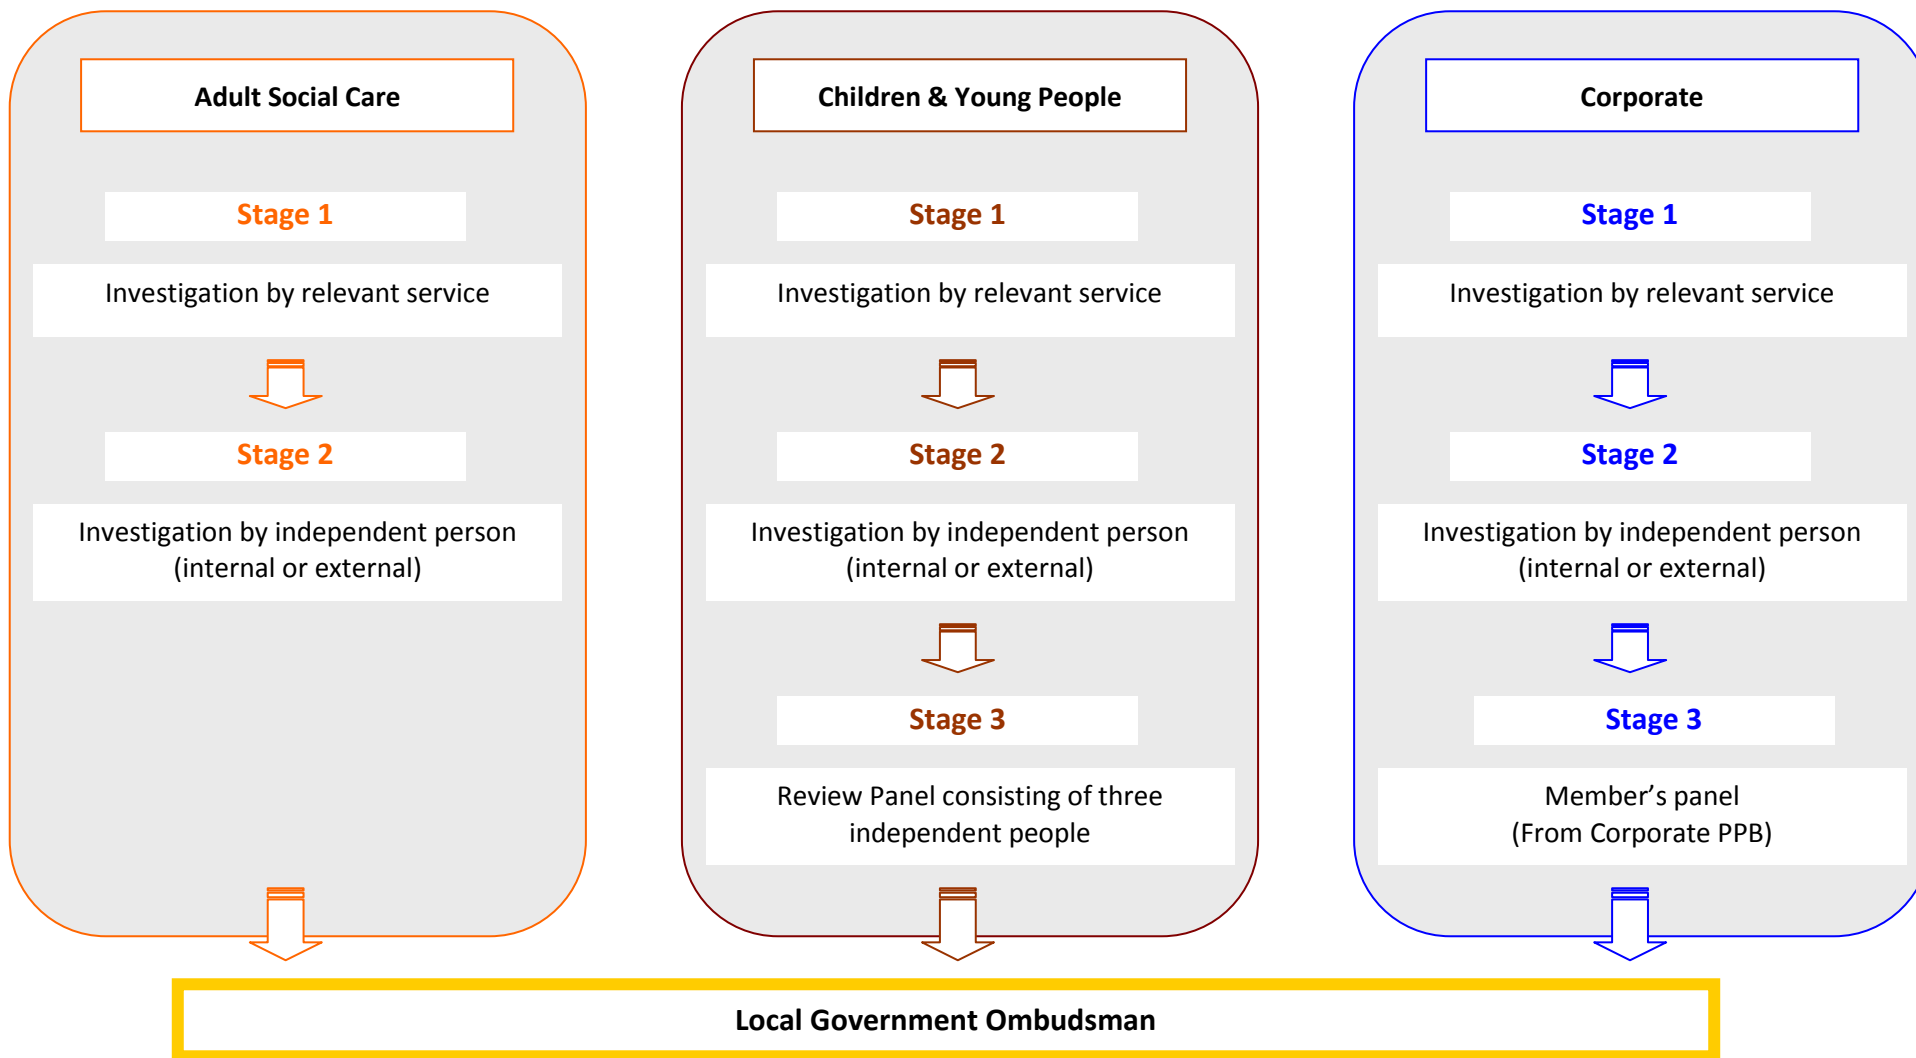 Adult Social Care
Stage 1
Investigation by relevant service
Stage 2
Investigation by independent person
(internal or external)
Children & Young People
Stage 1
Investigation by relevant service
Stage 2
Investigation by independent person
(internal or external)
Stage 3
Review Panel consisting of three
independent people
Corporate
Stage 1
Investigation by relevant service
Stage 2
Investigation by independent person
(internal or external)
Stage 3
Member’s panel
(From Corporate PPB)
Local Government Ombudsman